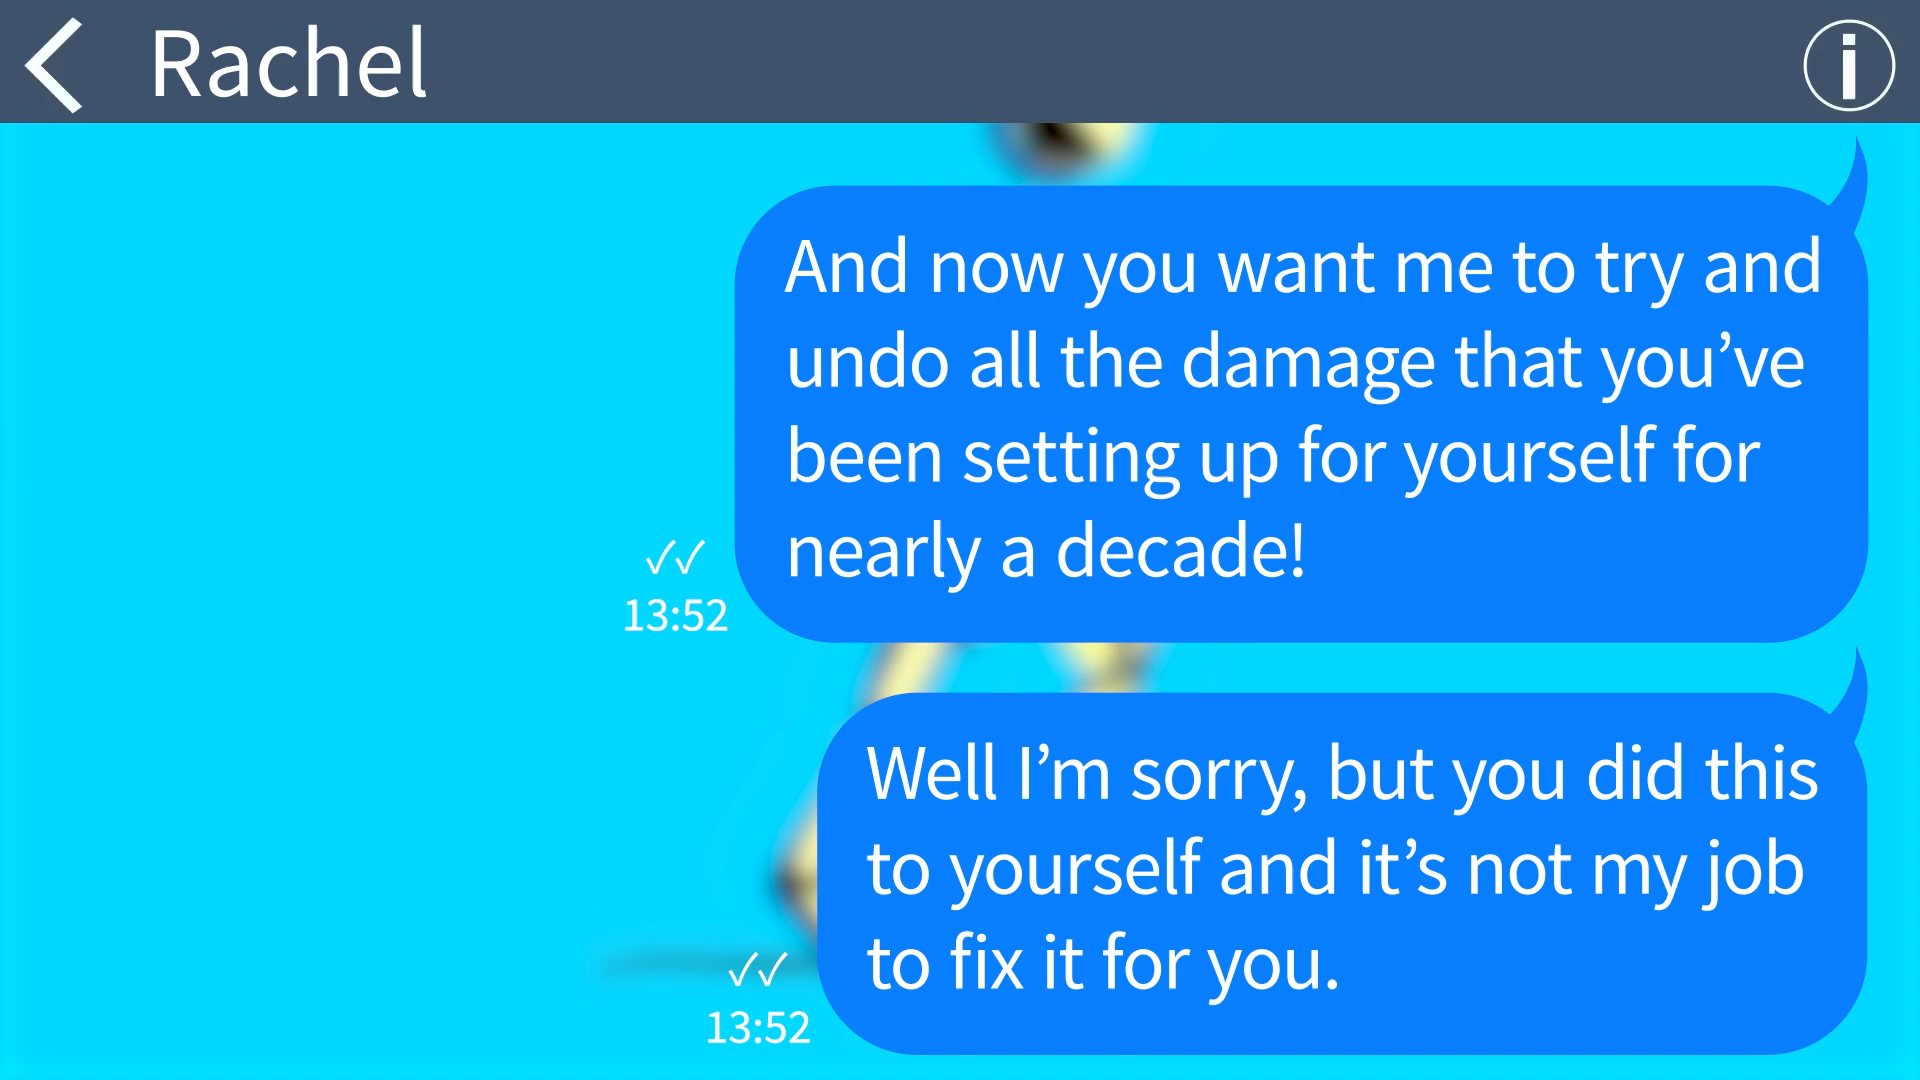 Rachel
And now you want me to try and
undo all the damage that you’ve
been setting up for yourself for
nearly a decade!
✓✓
13:52
Well I’m sorry, but you did this
to yourself and it’s not my job
to fix it for you.
✓✓
13:52